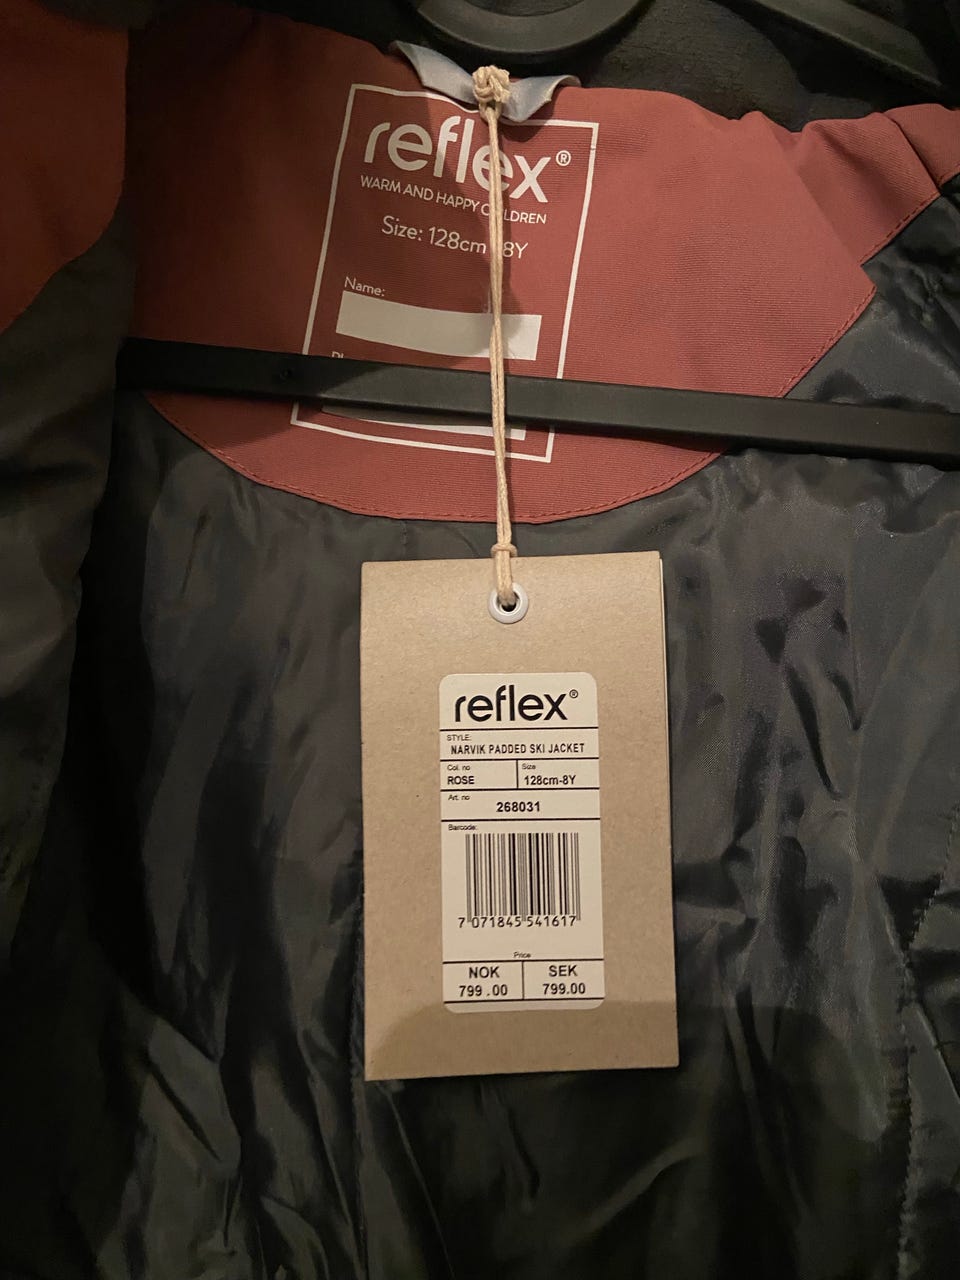 reflex®
WARM AND HAPPY
Size: 128cm 8Y
Name:
reflex®
STYLE:
NARVIK PADDED SKI JACKET
Col. no Size
ROSE 128cm-8Y
Art. no
268031
Barcode:
7 071845 541617
Price
NOK SEK
799.00 799.00